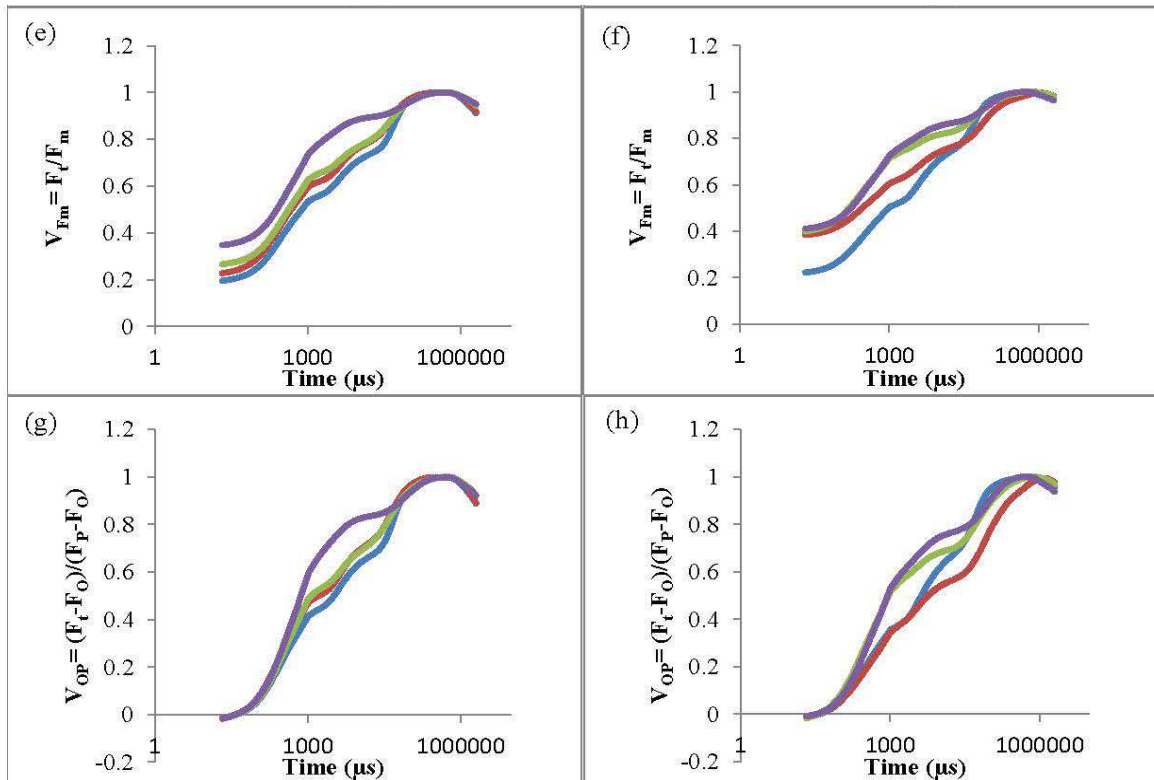 (e)
1.2
1
0.8
0.6
0.4
0.2
0
V_Fm= F_t/F_m
1 1000 1000000
Time (µs)
(f)
1.2
1
0.8
0.6
0.4
0.2
0
V_Fm= F_t/F_m
1 1000 1000000
Time (µs)
(g)
1.2
1
0.8
0.6
0.4
0.2
0
-0.2
V_OP= (F_t-F_O)/(F_P-F_O)
1 1000 1000000
Time (µs)
(h)
1.2
1
0.8
0.6
0.4
0.2
0
-0.2
V_OP= (F_t-F_O)/(F_P-F_O)
1 1000 1000000
Time (µs)